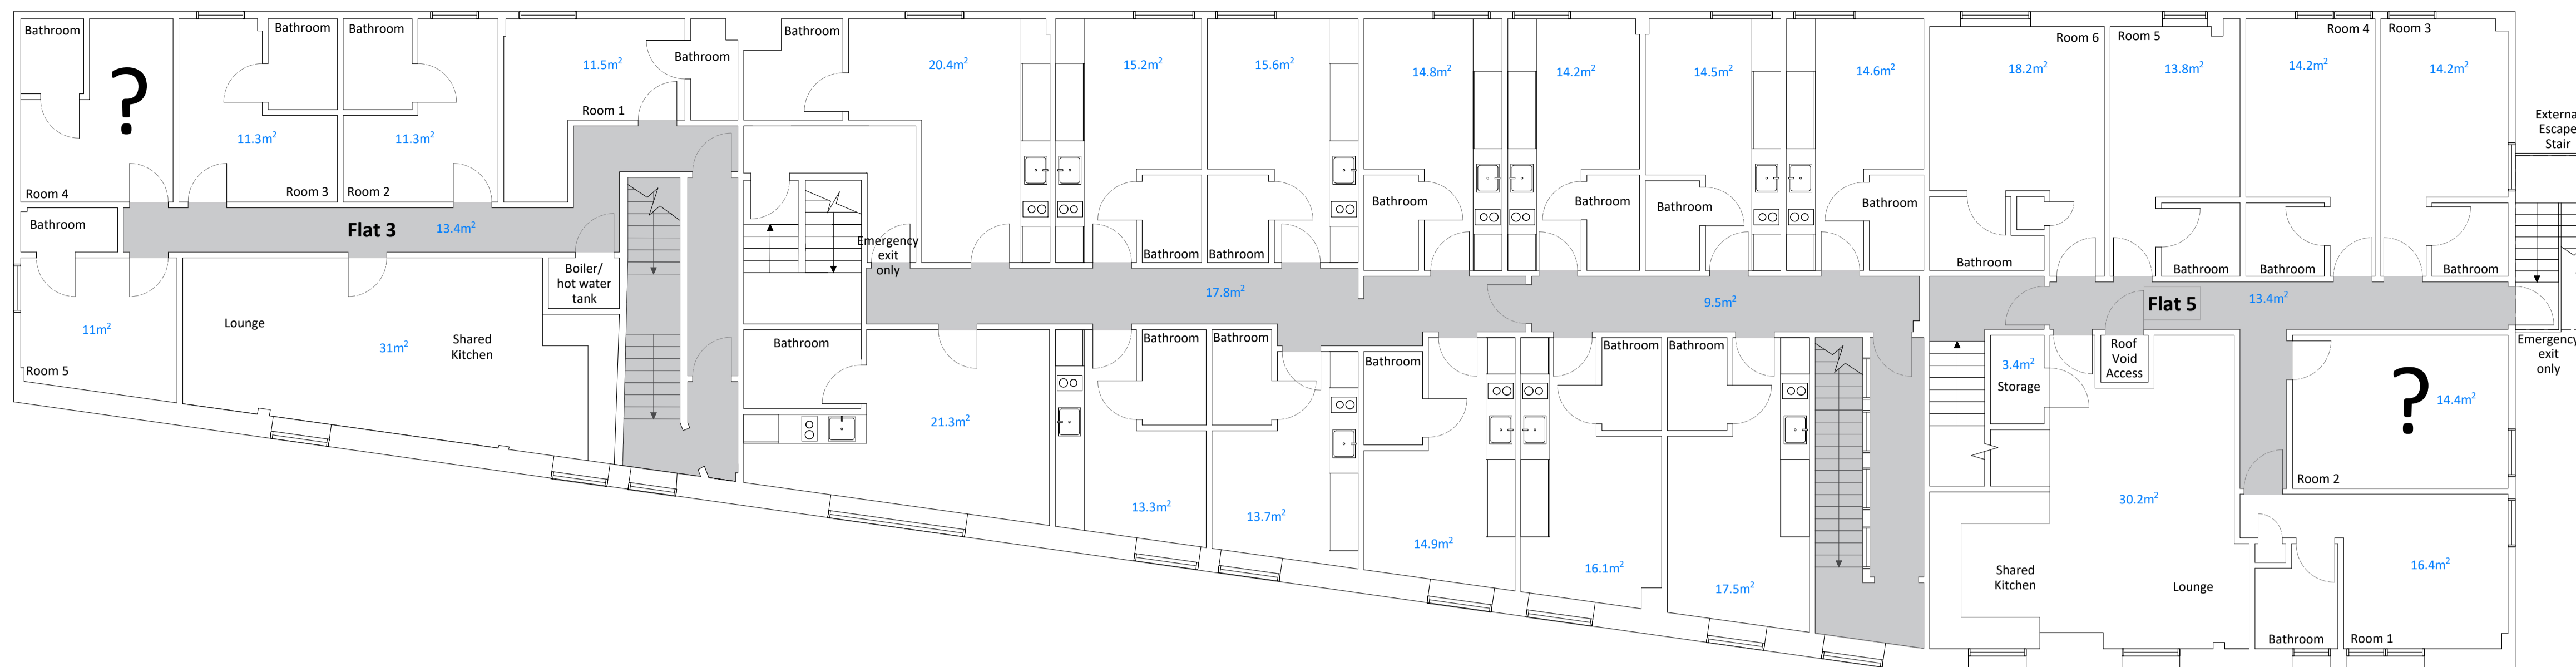 Bathroom
?
Room 4
11.3m²
Bathroom
Room 3
Bathroom
11.3m²
Room 2
11.5m²
Room 1
Bathroom
Bathroom
20.4m²
15.2m²
Bathroom
15.6m²
Bathroom
14.8m²
Bathroom
14.2m²
Bathroom
14.5m²
Bathroom
14.6m²
Bathroom
Room 6
18.2m²
Bathroom
Room 5
13.8m²
Bathroom
Room 4
14.2m²
Bathroom
Room 3
14.2m²
Bathroom
Externa
Escape
Stair
Bathroom
Flat 3
13.4m²
Emergency
exit
only
17.8m²
9.5m²
Flat 5
13.4m²
Emergency
exit
only
11m²
Room 5
Lounge
31m²
Shared
Kitchen
Boiler/
hot water
tank
Bathroom
21.3m²
Bathroom
13.3m²
Bathroom
13.7m²
Bathroom
14.9m²
Bathroom
16.1m²
Bathroom
17.5m²
3.4m²
Storage
Roof
Void
Access
?
14.4m²
Room 2
30.2m²
Shared
Kitchen
Lounge
16.4m²
Bathroom
Room 1